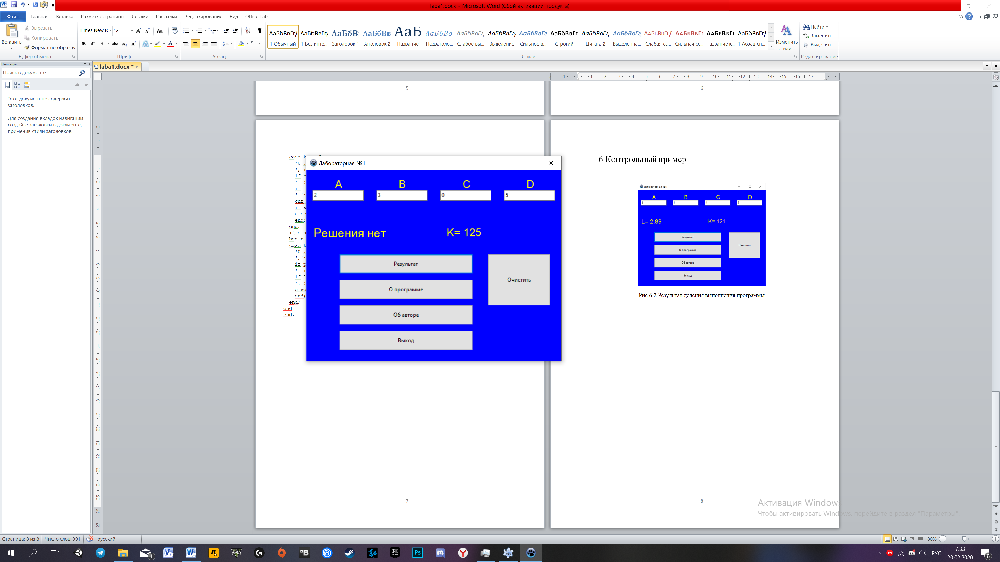 laba1.docx - Microsoft Word (Сбой активации продукта)
Файл Главная Вставка Разметка страницы Ссылки Рассылки Рецензирование Вид Office Tab
Вставить
Вырезать
Копировать
Формат по образцу
Буфер обмена
Times New R 12
Ж К Ч abc x₂ x²
Шрифт
Абзац
АаБбВвГгД АаБбВвГгД АаБбВв АаБбВв АаБ АаБбВв. АаБбВвГг, АаБбВвГг, АаБбВвГг АаБбВвГг, АаБбВвГг, АаБбВвГг АаБбВвГгД АаБбВвГг АаБбВвГг АаБбВвГгД
¶ Обычный ¶ Без инте... Заголовок 1 Заголовок 2 Название Подзаголо... Слабое вы... Выделение Сильное в... Строгий Цитата 2 Выделенна... Слабая сс... Сильная сс... Название к... ¶ Абзац сп...
Стили
Изменить стили
Найти
Заменить
Выделить
Редактирование
Навигация
Поиск в документе
Этот документ не содержит
заголовков.
Для создания вкладок навигации
создайте заголовки в документе,
применив стили заголовков.
laba1.docx *
5
6
case k
'0'.
',':
if p
'-':
if l
'.':
chr(
if s
else
end;
end;
if sen
begin
case k
'0'.
',':
if p
'-':
if l
'.':
else
end;
end;
end;
end.
7
Лабораторная №1
A B C D
2 3 0 5
Решения нет K= 125
Результат
О программе
Об авторе
Выход
Очистить
6 Контрольный пример
Лабораторная №1
A B C D
2 3 4 5
L= 2,89 K= 121
Результат
О программе
Об авторе
Выход
Очистить
Рис 6.2 Результат деления выполнения программы
8
Активация Windows
Чтобы активировать Windows, перейдите в раздел "Параметры".
Страница: 8 из 8 Число слов: 391 русский
80%
РУС
7:33
20.02.2020
6